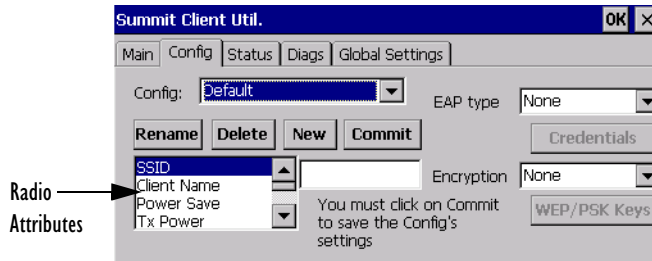 Summit Client Util.
OK ×
Main Config Status Diags Global Settings
Config: Default
EAP type None
Rename Delete New Commit
Credentials
SSID
Client Name
Power Save
Tx Power
Encryption None
You must click on Commit
to save the Config's
settings
WEP/PSK Keys
Radio
Attributes